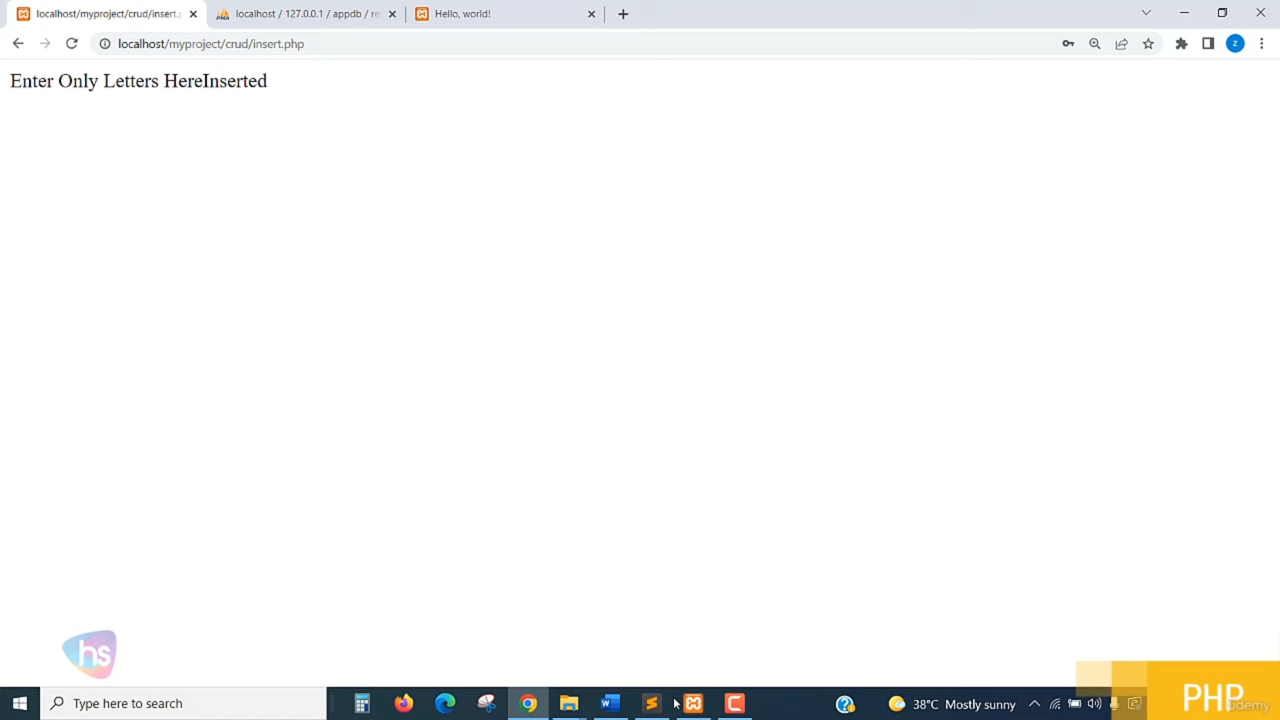 localhost/myproject/crud/insert.p
localhost / 127.0.0.1 / appdb / re
Hello, world!
localhost/myproject/crud/insert.php
Z
Enter Only Letters HereInserted
hs
Type here to search
38°C Mostly sunny
PHP